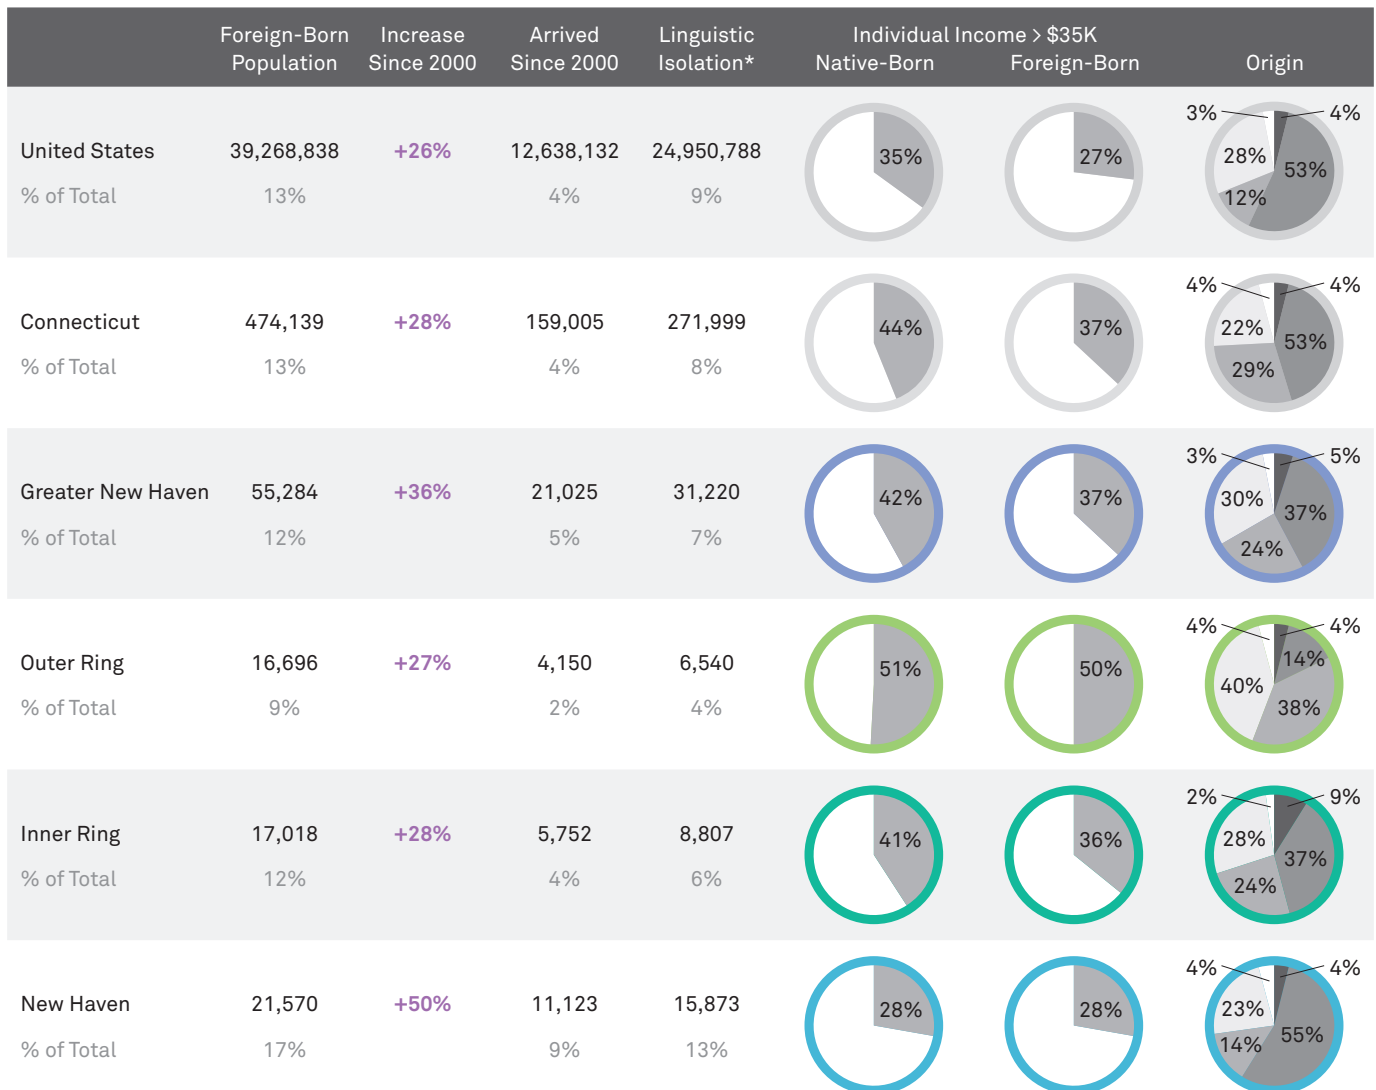 Foreign-Born Population
Increase Since 2000
Arrived Since 2000
Linguistic Isolation*
Individual Income > $35K
Native-Born
Foreign-Born
Origin
United States 39,268,838 +26% 12,638,132 24,950,788 35% 27% 3% 4% 28% 53% 12%
% of Total 13% 4% 9%
Connecticut 474,139 +28% 159,005 271,999 44% 37% 4% 4% 22% 53% 29%
% of Total 13% 4% 8%
Greater New Haven 55,284 +36% 21,025 31,220 42% 37% 3% 5% 30% 37% 24%
% of Total 12% 5% 7%
Outer Ring 16,696 +27% 4,150 6,540 51% 50% 4% 4% 14% 40% 38%
% of Total 9% 2% 4%
Inner Ring 17,018 +28% 5,752 8,807 41% 36% 2% 9% 28% 37% 24%
% of Total 12% 4% 6%
New Haven 21,570 +50% 11,123 15,873 28% 28% 4% 4% 23% 55% 14%
% of Total 17% 9% 13%